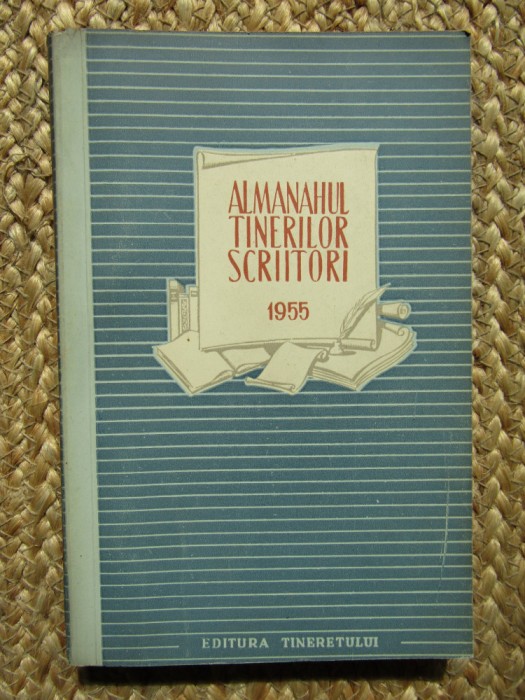 ALMANAHUL
TINERILOR
SCRIITORI
1955
EDITURA TINERETULUI